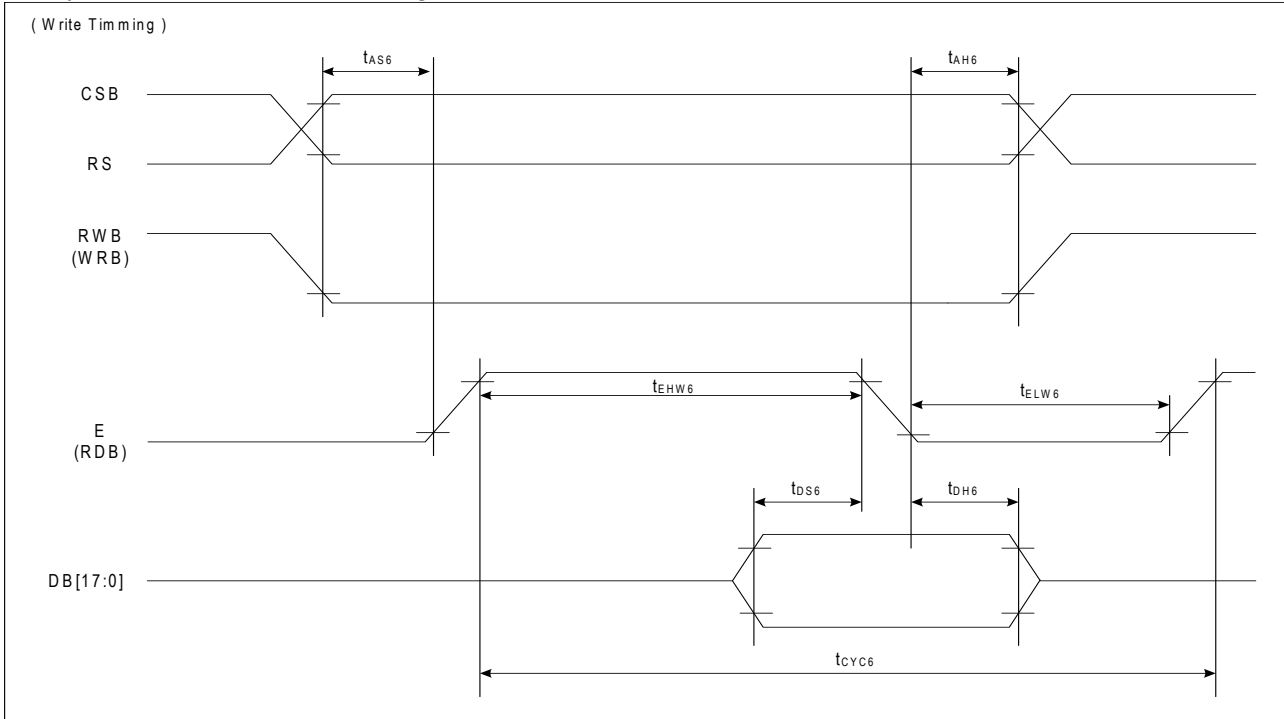 ( Write Timming )
tAS6
tAH6
CSB
RS
RWB
(WRB)
tEHW6
tELW6
E
(RDB)
tDS6
tDH6
DB[17:0]
tCYC6